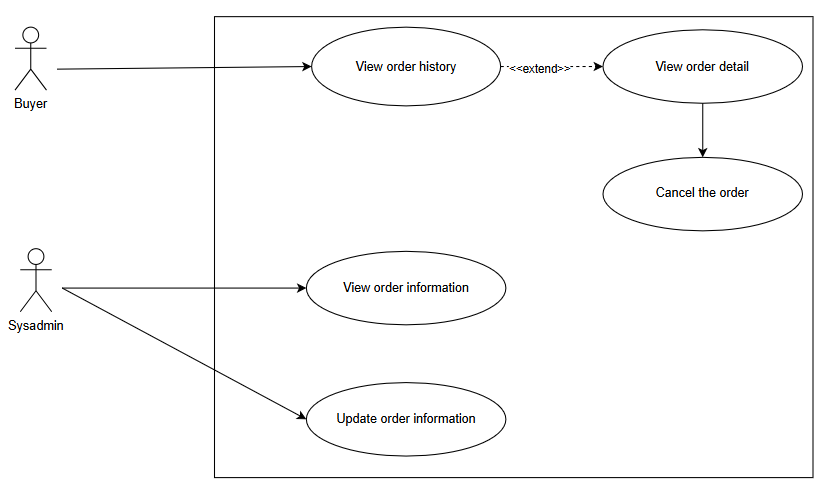 View order history
<<extend>>
View order detail
Buyer
Cancel the order
View order information
Sysadmin
Update order information